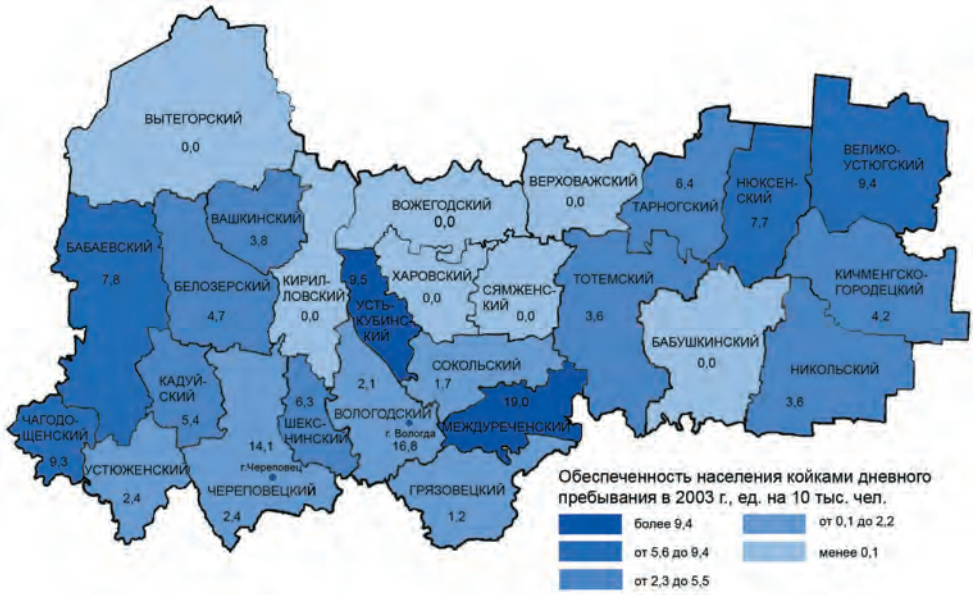 ВЫТЕГОРСКИЙ
0,0
ВЕЛИКО-
УСТЮГСКИЙ
9,4
ВЕРХОВАЖСКИЙ
0,0
6,4
ТАРНОГСКИЙ
НЮКСЕН-
СКИЙ
7,7
ВАШКИНСКИЙ
3,8
ВОЖЕГОДСКИЙ
0,0
БАБАЕВСКИЙ
7,8
БЕЛОЗЕРСКИЙ
4,7
КИРИЛ-
ЛОВСКИЙ
0,0
9,5
УСТЬ-
КУБИНС-
КИЙ
ХАРОВСКИЙ
0,0
СЯМЖЕНС-
КИЙ
0,0
ТОТЕМСКИЙ
3,6
КИЧМЕНГСКО-
ГОРОДЕЦКИЙ
4,2
БАБУШКИНСКИЙ
0,0
НИКОЛЬСКИЙ
3,6
СОКОЛЬСКИЙ
1,7
КАДУЙ-
СКИЙ
5,4
6,3
ШЕКС-
НИНСКИЙ
2,1
ВОЛОГОДСКИЙ
г. Вологда
16,8
19,0
МЕЖДУРЕЧЕНСКИЙ
ЧАГОДО-
ЩЕНСКИЙ
9,3
УСТЮЖЕНСКИЙ
2,4
14,1
г.Череповец
ЧЕРЕПОВЕЦКИЙ
2,4
ГРЯЗОВЕЦКИЙ
1,2
Обеспеченность населения койками дневного
пребывания в 2003 г., ед. на 10 тыс. чел.
более 9,4
от 5,6 до 9,4
от 2,3 до 5,5
от 0,1 до 2,2
менее 0,1